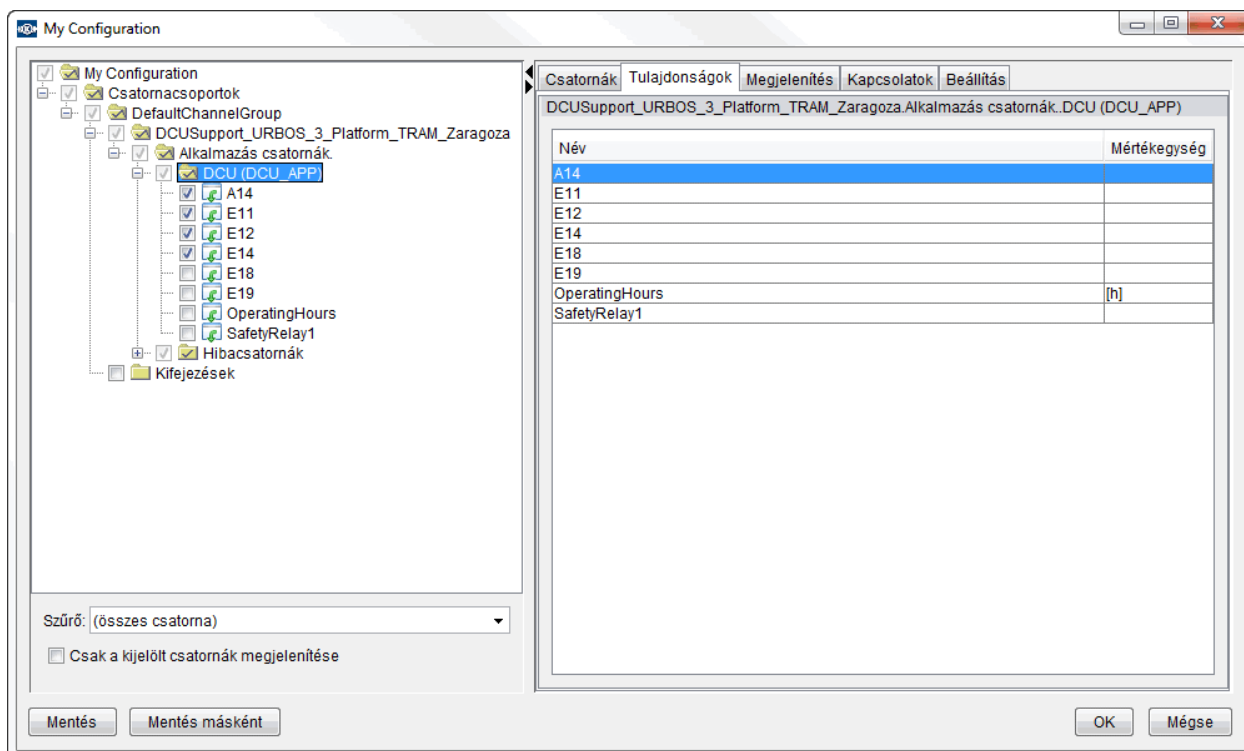 My Configuration
My Configuration
Csatornacsoportok
DefaultChannelGroup
DCUSupport_URBOS_3_Platform_TRAM_Zaragoza
Alkalmazás csatornák.
DCU (DCU_APP)
A14
E11
E12
E14
E18
E19
OperatingHours
SafetyRelay1
Hibacsatornák
Kifejezések
Szűrő: (összes csatorna)
Csak a kijelölt csatornák megjelenítése
Csatornák Tulajdonságok Megjelenítés Kapcsolatok Beállítás
DCUSupport_URBOS_3_Platform_TRAM_Zaragoza.Alkalmazás csatornák..DCU (DCU_APP)
Név Mértékegység
A14
E11
E12
E14
E18
E19
OperatingHours [h]
SafetyRelay1
Mentés Mentés másként OK Mégse